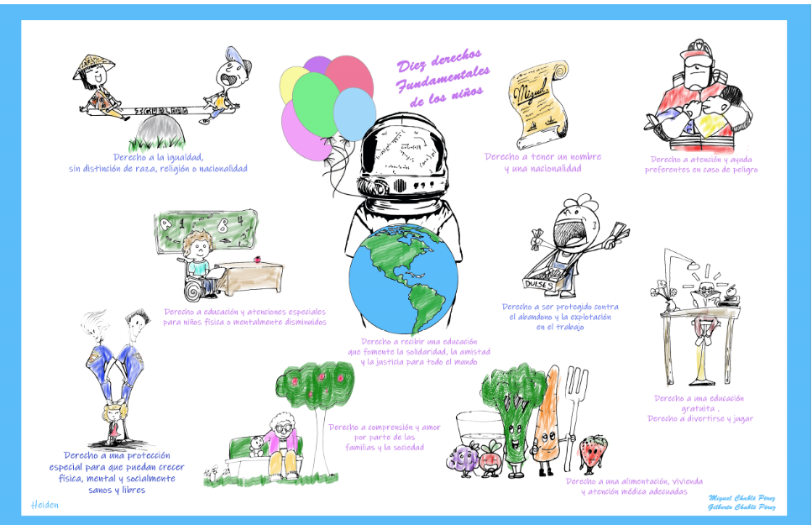 Diez derechos
Fundamentales
de los niños
Derecho a la igualdad,
sin distinción de raza, religión o nacionalidad
Miguel
Derecho a tener un nombre
y una nacionalidad
Derecho a atención y ayuda
preferentes en caso de peligro
Derecho a educación y atenciones especiales
para niños física o mentalmente disminuidos
DULSES
Derecho a ser protegido contra
el abandono y la explotación
en el trabajo
Derecho a recibir una educación
que fomente la solidaridad, la amistad
y la justicia para todo el mundo
Derecho a una educación
gratuita .
Derecho a divertirse y jugar
Derecho a una protección
especial para que puedan crecer
física, mental y socialmente
sanos y libres
Derecho a comprensión y amor
por parte de las
familias y la sociedad
Derecho a una alimentación, vivienda
y atención médica adecuadas
Heidon
Miguel Chablé Pérez
Gilberto Chablé Pérez